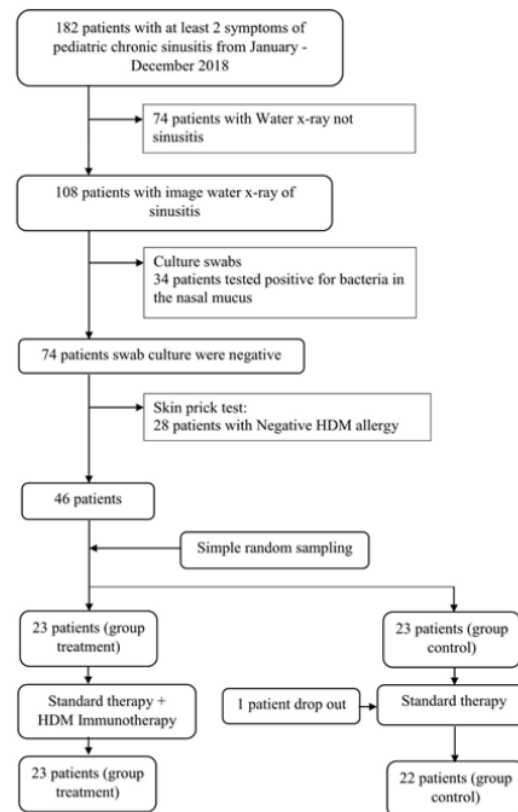 182 patients with at least 2 symptoms of
pediatric chronic sinusitis from January -
December 2018
74 patients with Water x-ray not
sinusitis
108 patients with image water x-ray of
sinusitis
Culture swabs
34 patients tested positive for bacteria in
the nasal mucus
74 patients swab culture were negative
Skin prick test:
28 patients with Negative HDM allergy
46 patients
Simple random sampling
23 patients (group
treatment)
23 patients (group
control)
Standard therapy +
HDM Immunotherapy
1 patient drop out
Standard therapy
23 patients (group
treatment)
22 patients (group
control)